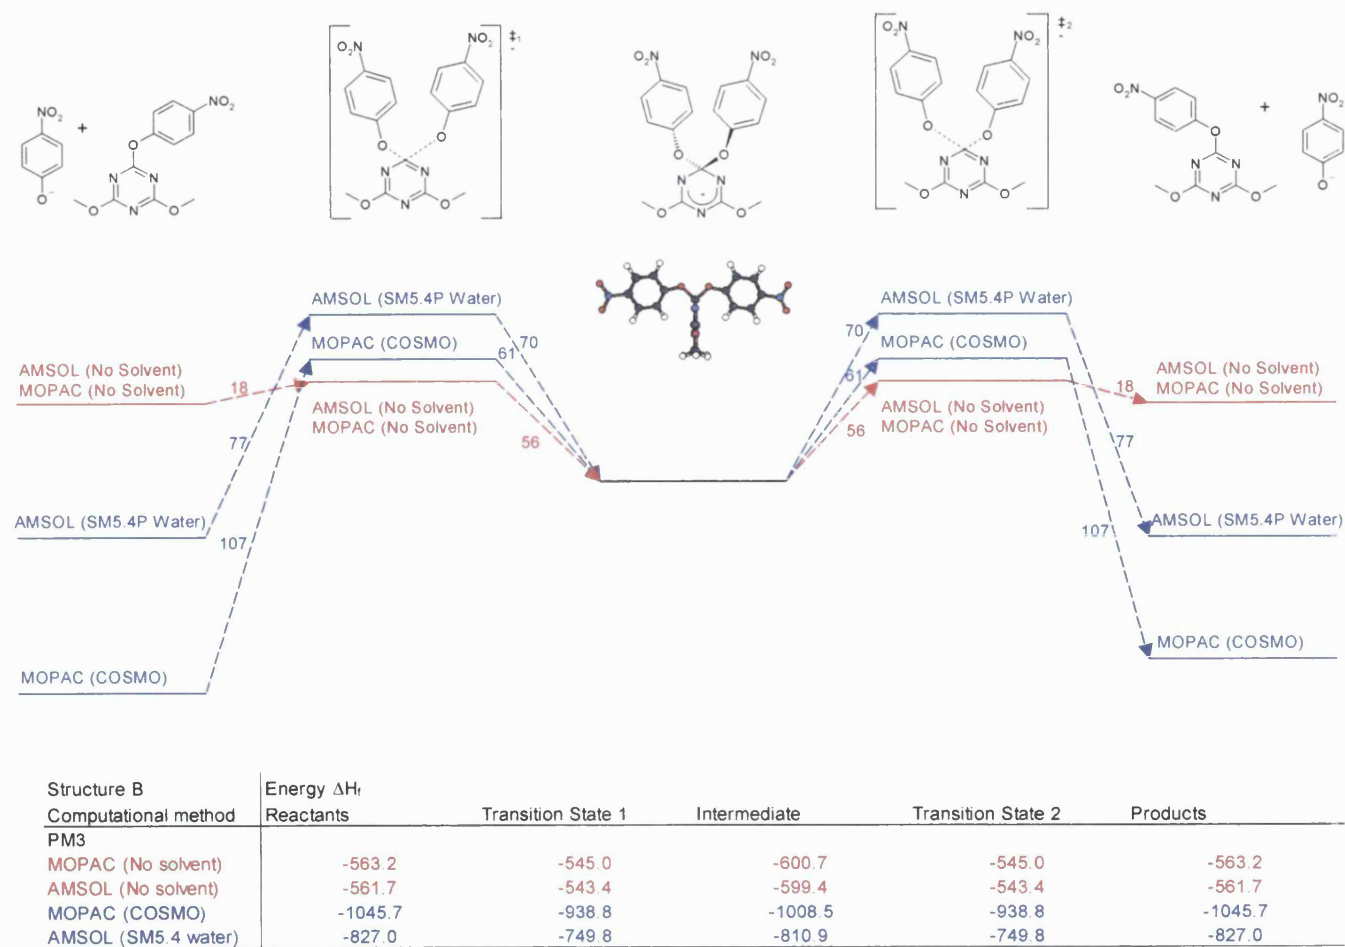 O₂N NO₂ ‡₁ -
O₂N NO₂
O₂N NO₂ ‡₂ -
NO₂ + NO₂
O₂N + NO₂
O O O O O O O O
O⁻ N N N N N N - N N N N N O⁻
O N O O N O O N O O N O O N O
AMSOL (SM5.4P Water)
AMSOL (SM5.4P Water)
70
70
MOPAC (COSMO)
61
MOPAC (COSMO)
61
AMSOL (No Solvent)
MOPAC (No Solvent)
18
AMSOL (No Solvent)
MOPAC (No Solvent)
56
AMSOL (No Solvent)
MOPAC (No Solvent)
56
18
AMSOL (No Solvent)
MOPAC (No Solvent)
77
77
AMSOL (SM5.4P Water)
AMSOL (SM5.4P Water)
107
107
MOPAC (COSMO)
MOPAC (COSMO)
Structure B Energy ΔHf
Computational method Reactants Transition State 1 Intermediate Transition State 2 Products
PM3
MOPAC (No solvent) -563.2 -545.0 -600.7 -545.0 -563.2
AMSOL (No solvent) -561.7 -543.4 -599.4 -543.4 -561.7
MOPAC (COSMO) -1045.7 -938.8 -1008.5 -938.8 -1045.7
AMSOL (SM5.4 water) -827.0 -749.8 -810.9 -749.8 -827.0